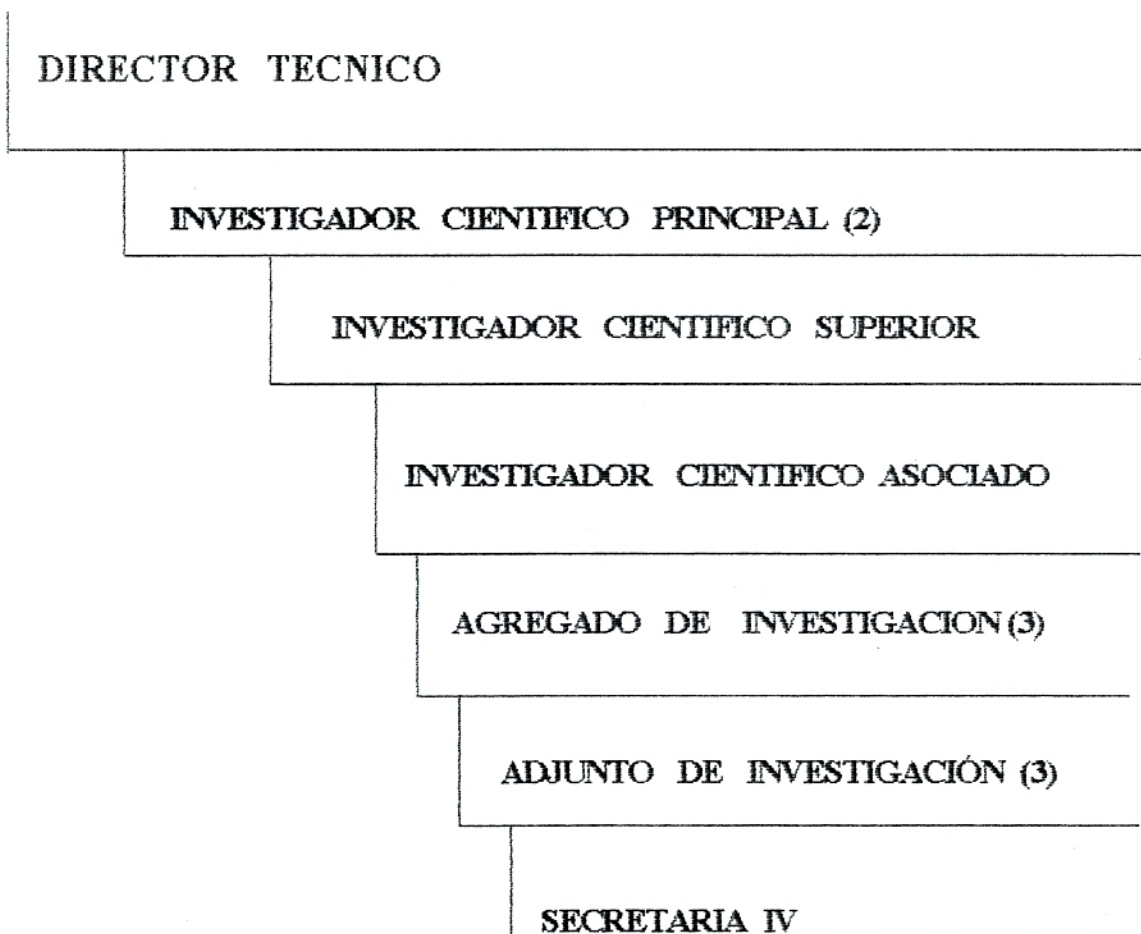 DIRECTOR TECNICO
INVESTIGADOR CIENTIFICO PRINCIPAL (2)
INVESTIGADOR CIENTIFICO SUPERIOR
INVESTIGADOR CIENTIFICO ASOCIADO
AGREGADO DE INVESTIGACION (3)
ADJUNTO DE INVESTIGACIÓN (3)
SECRETARIA IV